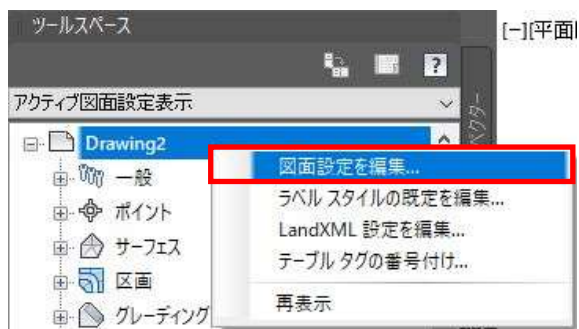 ツールスペース
[−][平面
?
アクティブ図面設定表示
Drawing2
一般
ポイント
サーフェス
区画
グレーディング
図面設定を編集...
ラベル スタイルの既定を編集...
LandXML 設定を編集...
テーブル タグの番号付け...
再表示